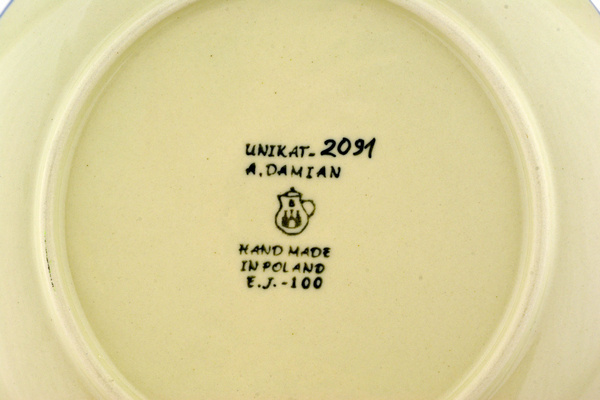 UNIKAT-2091
A.DAMIAN
HAND MADE
IN POLAND
E.J.-100